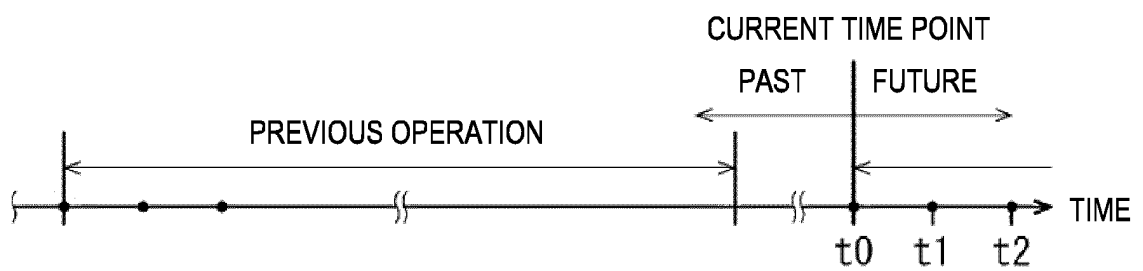 CURRENT TIME POINT
PAST FUTURE
PREVIOUS OPERATION
TIME
t0 t1 t2